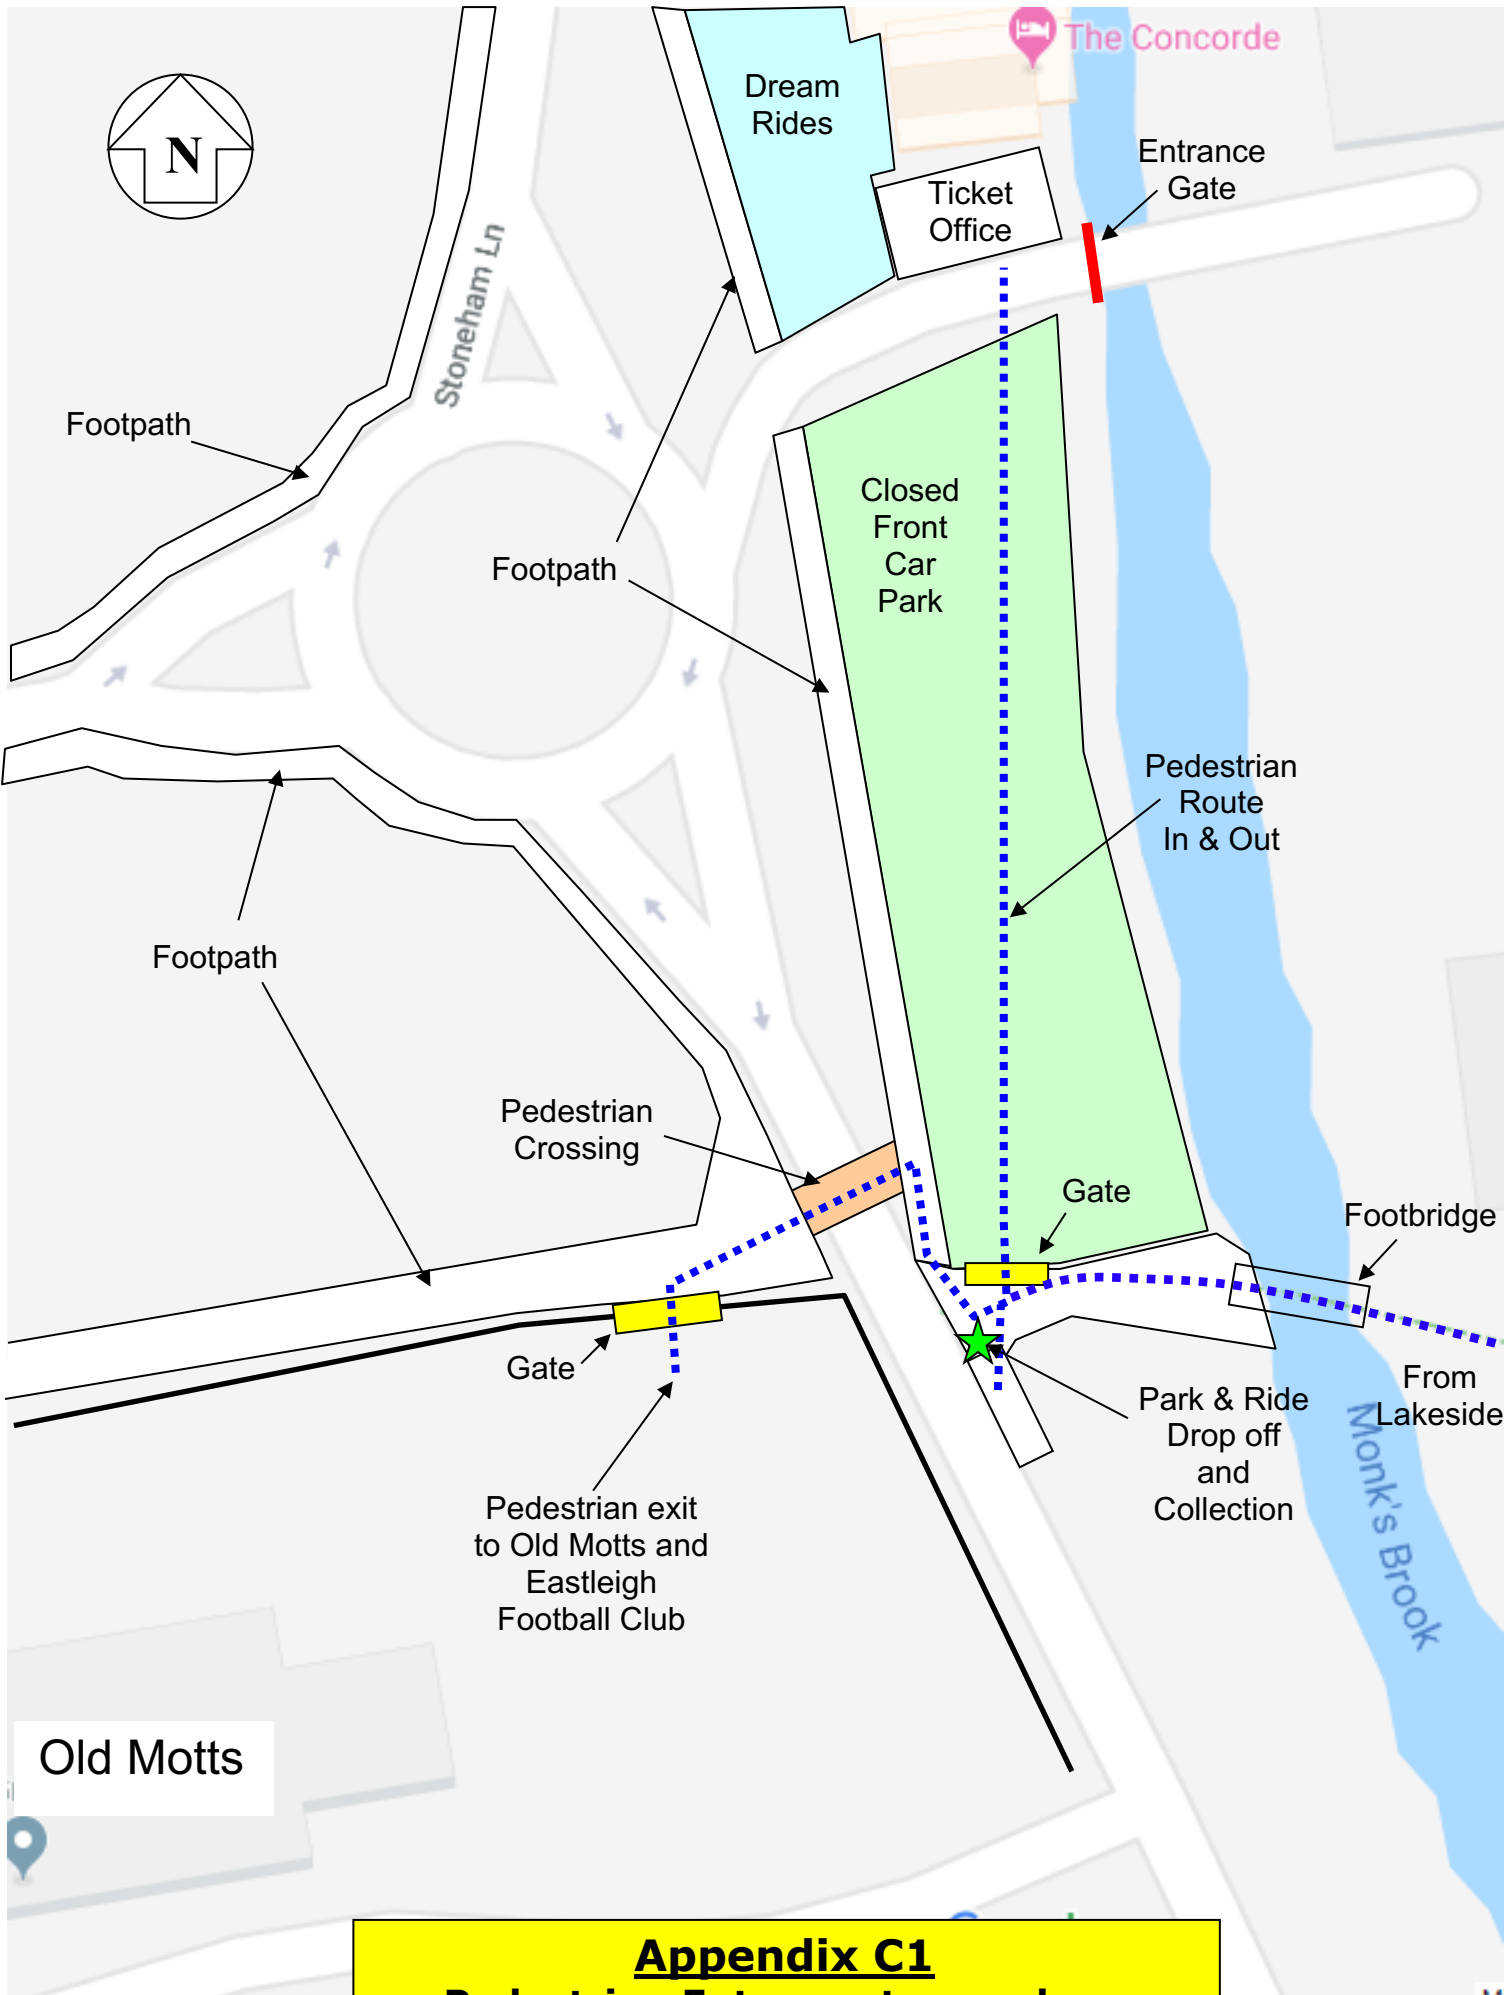 The Concorde
Dream
Rides
Entrance
Gate
N
Ticket
Office
Stoneham Ln
Footpath
Closed
Front
Car
Park
Footpath
Pedestrian
Route
In & Out
Footpath
Pedestrian
Crossing
Gate
Footbridge
Gate
From
Lakeside
Park & Ride
Drop off
and
Collection
Monk's Brook
Pedestrian exit
to Old Motts and
Eastleigh
Football Club
Old Motts
Appendix C1